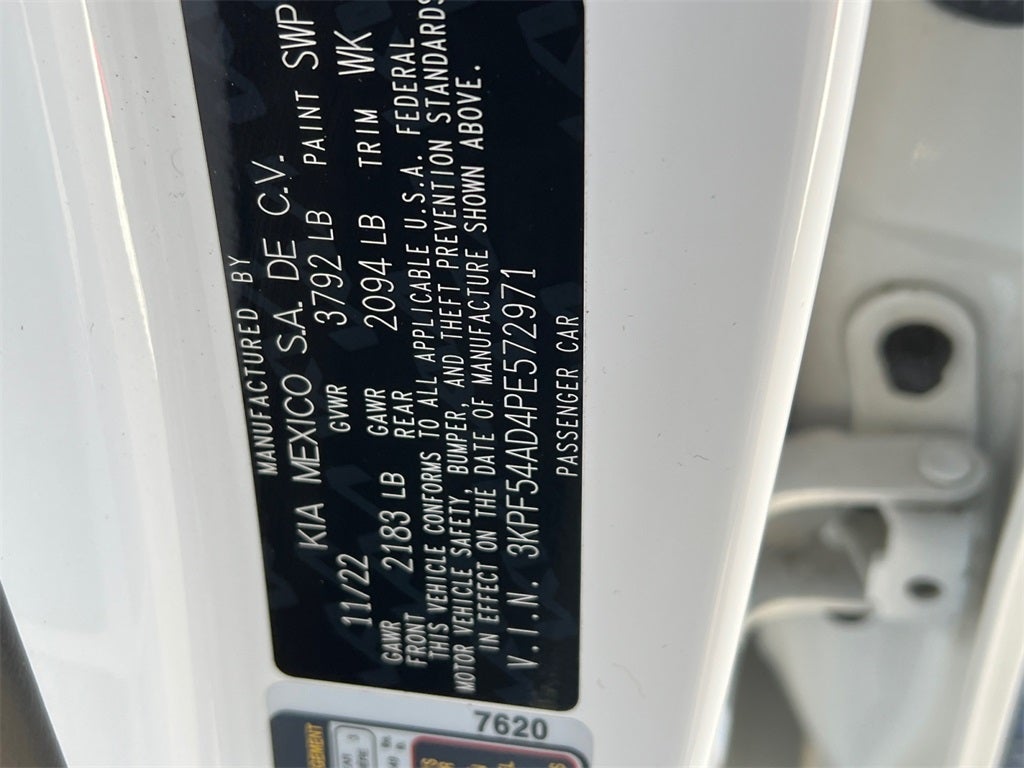 MANUFACTURED BY
KIA MEXICO S.A. DE C.V.
11/22 GVWR 3792 LB PAINT SWP
GAWR FRONT 2183 LB GAWR REAR 2094 LB TRIM WK
THIS VEHICLE CONFORMS TO ALL APPLICABLE U.S.A. FEDERAL
MOTOR VEHICLE SAFETY, BUMPER, AND THEFT PREVENTION STANDARDS
IN EFFECT ON THE DATE OF MANUFACTURE SHOWN ABOVE.
V.I.N. 3KPF54AD4PE572971
PASSENGER CAR
7620